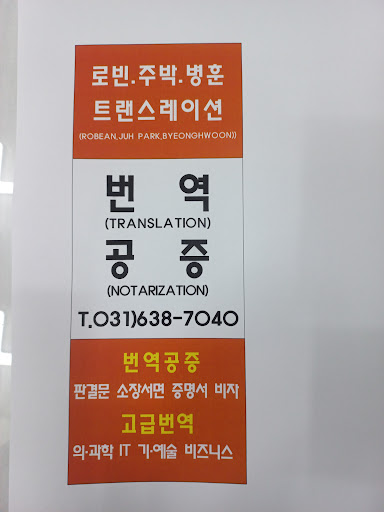 로빈.주박.병훈
트랜스레이션
(ROBEAN,JUH PARK,BYEONGHWOON))
번 역
(TRANSLATION)
공 증
(NOTARIZATION)
T.031)638-7040
번역공증
판결문 소장서면 증명서 비자
고급번역
의·과학 IT 기·예술 비즈니스